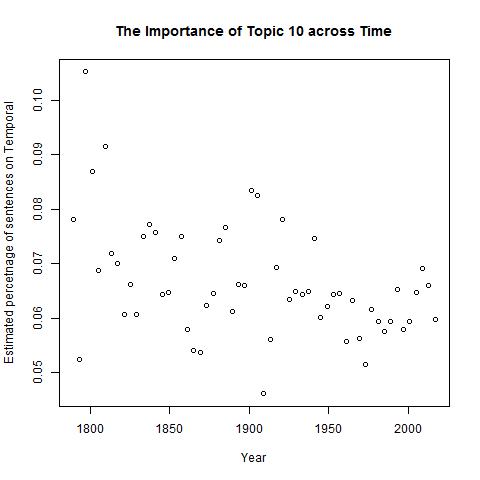 The Importance of Topic 10 across Time
Estimated percetnage of sentences on Temporal
0.10
0.09
0.08
0.07
0.06
0.05
1800 1850 1900 1950 2000
Year